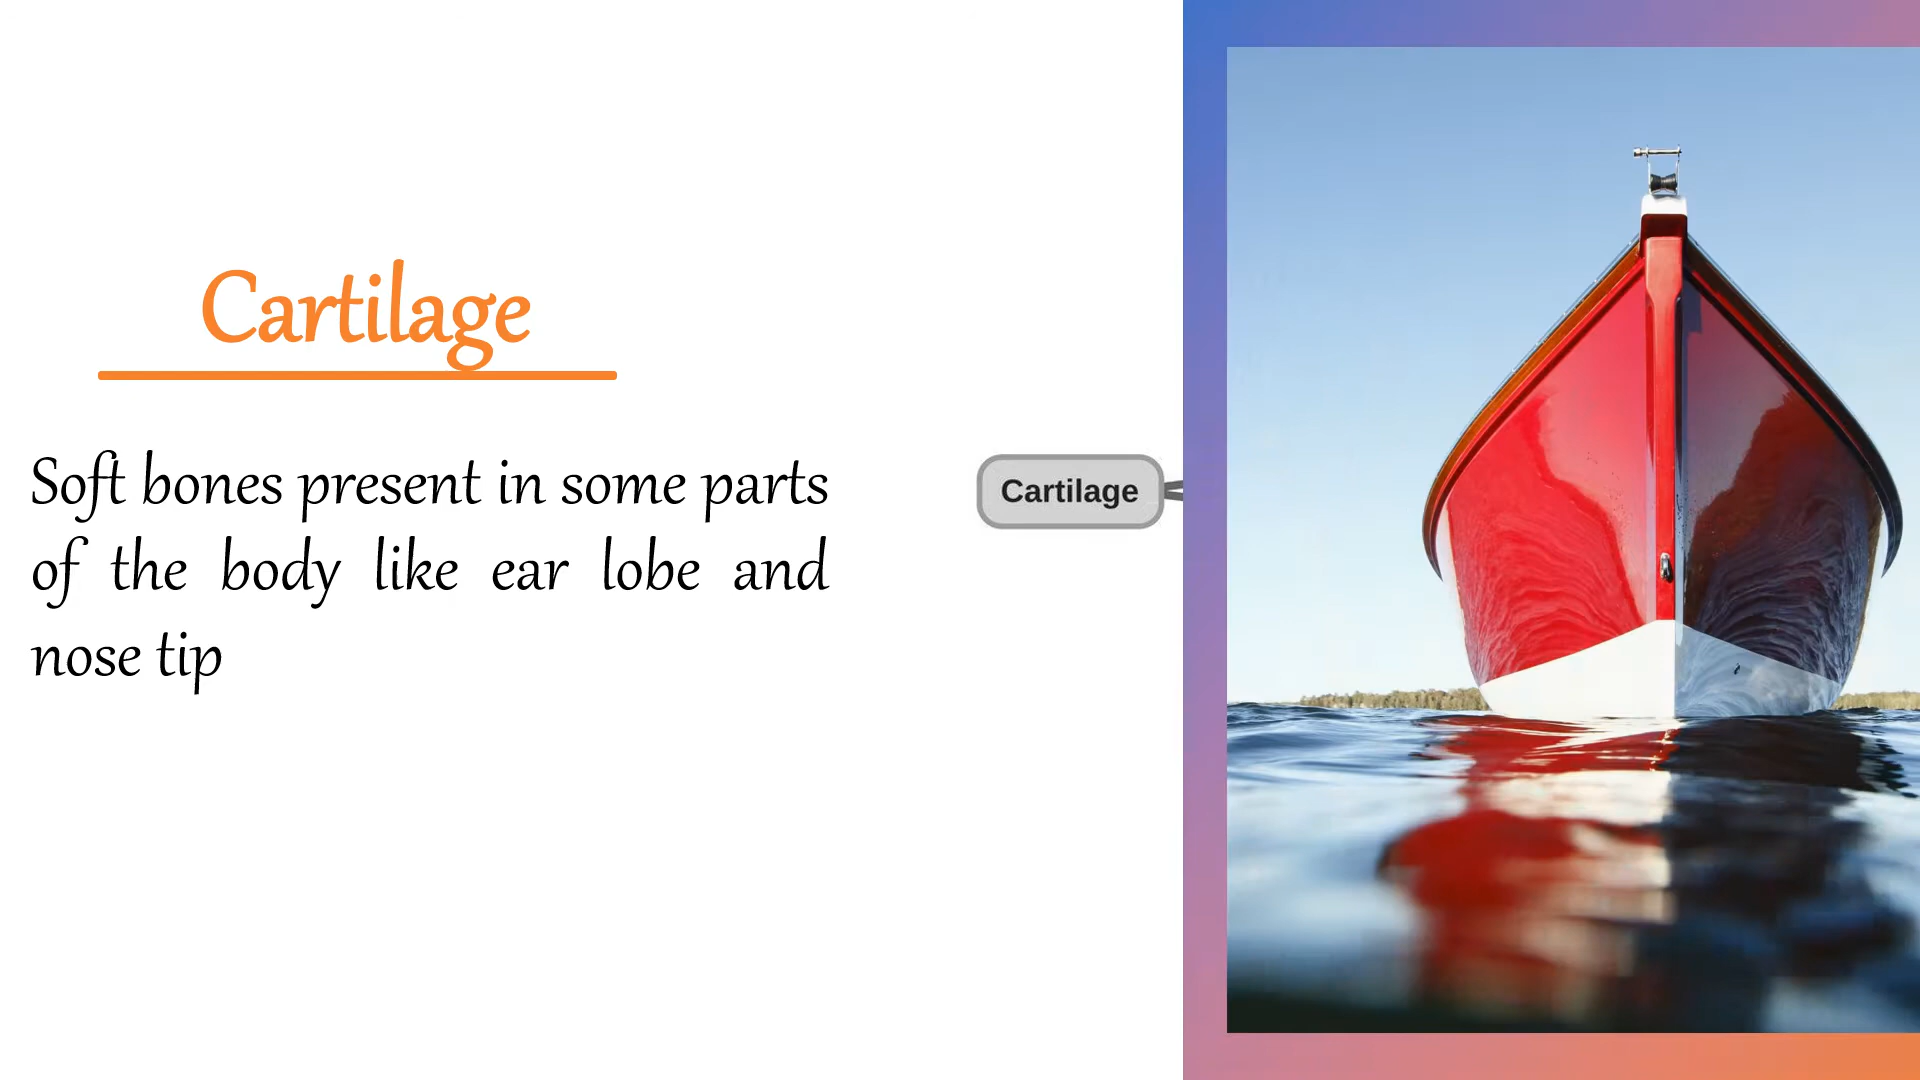 Cartilage
Soft bones present in some parts
of the body like ear lobe and
nose tip
Cartilage